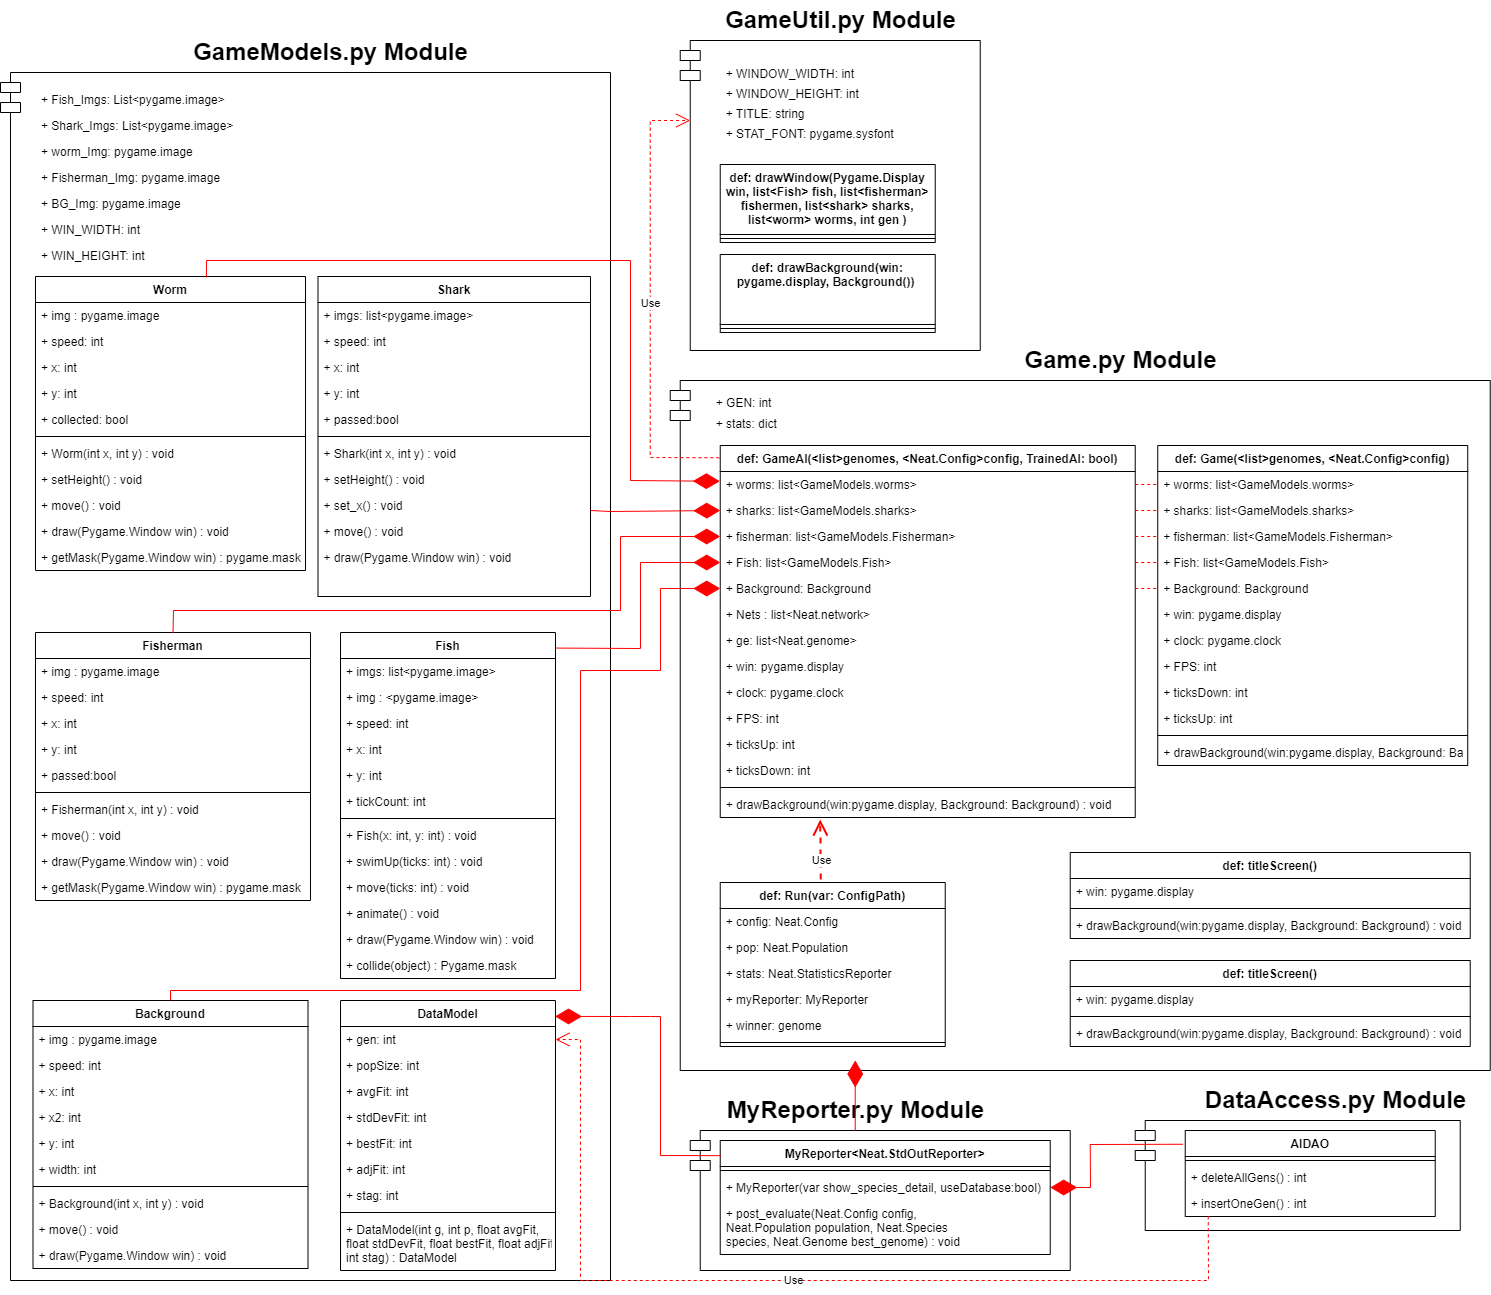 GameModels.py Module
+ Fish_Imgs: List<pygame.image>
+ Shark_Imgs: List<pygame.image>
+ worm_Img: pygame.image
+ Fisherman_Img: pygame.image
+ BG_Img: pygame.image
+ WIN_WIDTH: int
+ WIN_HEIGHT: int
Worm
+ img : pygame.image
+ speed: int
+ x: int
+ y: int
+ collected: bool
+ Worm(int x, int y) : void
+ setHeight() : void
+ move() : void
+ draw(Pygame.Window win) : void
+ getMask(Pygame.Window win) : pygame.mask
Shark
+ imgs: list<pygame.image>
+ speed: int
+ x: int
+ y: int
+ passed:bool
+ Shark(int x, int y) : void
+ setHeight() : void
+ set_x() : void
+ move() : void
+ draw(Pygame.Window win) : void
Fisherman
+ img : pygame.image
+ speed: int
+ x: int
+ y: int
+ passed:bool
+ Fisherman(int x, int y) : void
+ move() : void
+ draw(Pygame.Window win) : void
+ getMask(Pygame.Window win) : pygame.mask
Fish
+ imgs: list<pygame.image>
+ img : <pygame.image>
+ speed: int
+ x: int
+ y: int
+ tickCount: int
+ Fish(x: int, y: int) : void
+ swimUp(ticks: int) : void
+ move(ticks: int) : void
+ animate() : void
+ draw(Pygame.Window win) : void
+ collide(object) : Pygame.mask
Background
+ img : pygame.image
+ speed: int
+ x: int
+ x2: int
+ y: int
+ width: int
+ Background(int x, int y) : void
+ move() : void
+ draw(Pygame.Window win) : void
DataModel
+ gen: int
+ popSize: int
+ avgFit: int
+ stdDevFit: int
+ bestFit: int
+ adjFit: int
+ stag: int
+ DataModel(int g, int p, float avgFit,
float stdDevFit, float bestFit, float adjFit
int stag) : DataModel
GameUtil.py Module
+ WINDOW_WIDTH: int
+ WINDOW_HEIGHT: int
+ TITLE: string
+ STAT_FONT: pygame.sysfont
def: drawWindow(Pygame.Display
win, list<Fish> fish, list<fisherman>
fishermen, list<shark> sharks,
list<worm> worms, int gen )
def: drawBackground(win:
pygame.display, Background())
Use
Game.py Module
+ GEN: int
+ stats: dict
def: GameAI(<list>genomes, <Neat.Config>config, TrainedAI: bool)
+ worms: list<GameModels.worms>
+ sharks: list<GameModels.sharks>
+ fisherman: list<GameModels.Fisherman>
+ Fish: list<GameModels.Fish>
+ Background: Background
+ Nets : list<Neat.network>
+ ge: list<Neat.genome>
+ win: pygame.display
+ clock: pygame.clock
+ FPS: int
+ ticksUp: int
+ ticksDown: int
+ drawBackground(win:pygame.display, Background: Background) : void
def: Game(<list>genomes, <Neat.Config>config)
+ worms: list<GameModels.worms>
+ sharks: list<GameModels.sharks>
+ fisherman: list<GameModels.Fisherman>
+ Fish: list<GameModels.Fish>
+ Background: Background
+ win: pygame.display
+ clock: pygame.clock
+ FPS: int
+ ticksDown: int
+ ticksUp: int
+ drawBackground(win:pygame.display, Background: Ba
Use
def: Run(var: ConfigPath)
+ config: Neat.Config
+ pop: Neat.Population
+ stats: Neat.StatisticsReporter
+ myReporter: MyReporter
+ winner: genome
def: titleScreen()
+ win: pygame.display
+ drawBackground(win:pygame.display, Background: Background) : void
def: titleScreen()
+ win: pygame.display
+ drawBackground(win:pygame.display, Background: Background) : void
MyReporter.py Module
MyReporter<Neat.StdOutReporter>
+ MyReporter(var show_species_detail, useDatabase:bool)
+ post_evaluate(Neat.Config config,
Neat.Population population, Neat.Species
species, Neat.Genome best_genome) : void
DataAccess.py Module
AIDAO
+ deleteAllGens() : int
+ insertOneGen() : int
Use